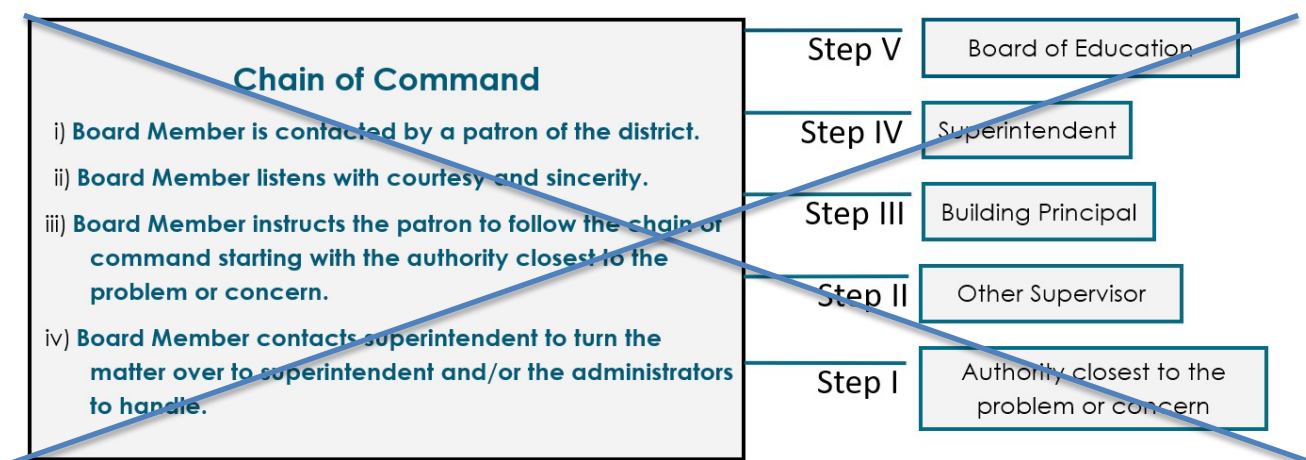 Chain of Command
i) Board Member is contacted by a patron of the district.
ii) Board Member listens with courtesy and sincerity.
iii) Board Member instructs the patron to follow the chain of
command starting with the authority closest to the
problem or concern.
iv) Board Member contacts superintendent to turn the
matter over to superintendent and/or the administrators
to handle.
Step V
Board of Education
Step IV
Superintendent
Step III
Building Principal
Step II
Other Supervisor
Step I
Authority closest to the
problem or concern